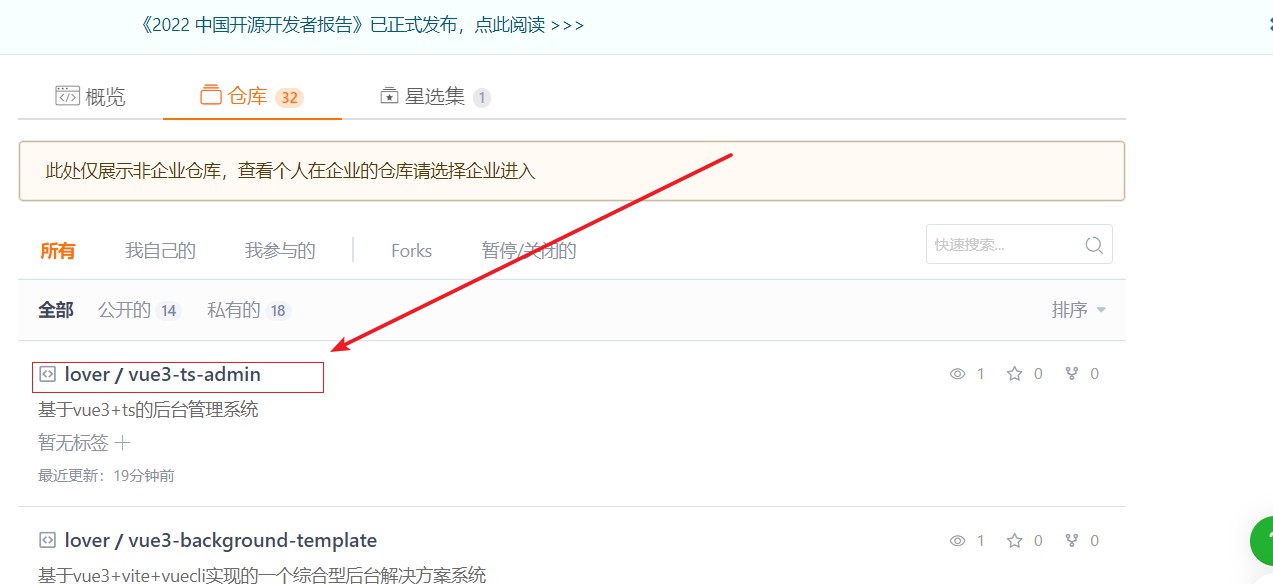 《2022 中国开源开发者报告》已正式发布，点此阅读 >>>
概览 仓库 32 星选集 1
此处仅展示非企业仓库，查看个人在企业的仓库请选择企业进入
所有 我自己的 我参与的 Forks 暂停/关闭的 快速搜索...
全部 公开的 14 私有的 18 排序
lover / vue3-ts-admin 1 0 0
基于vue3+ts的后台管理系统
暂无标签
最近更新：19分钟前
lover / vue3-background-template 1 0 0
基于vue3+vite+vuecli实现的一个综合型后台解决方案系统